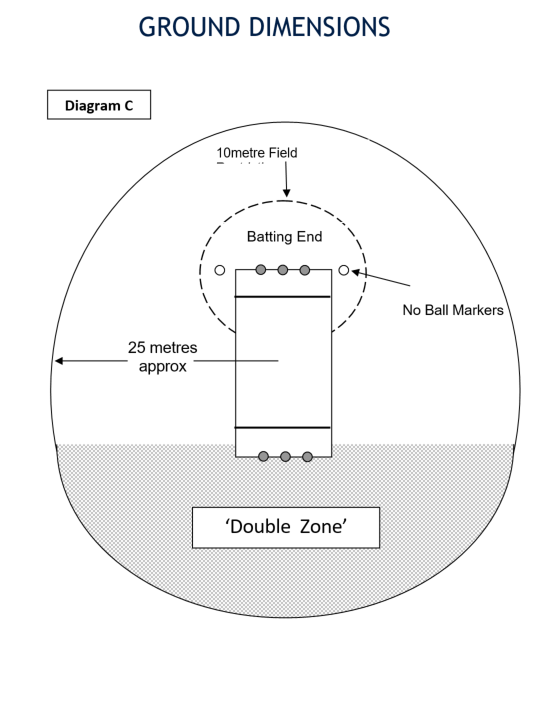 GROUND DIMENSIONS
Diagram C
10metre Field
Batting End
No Ball Markers
25 metres
approx
‘Double Zone’